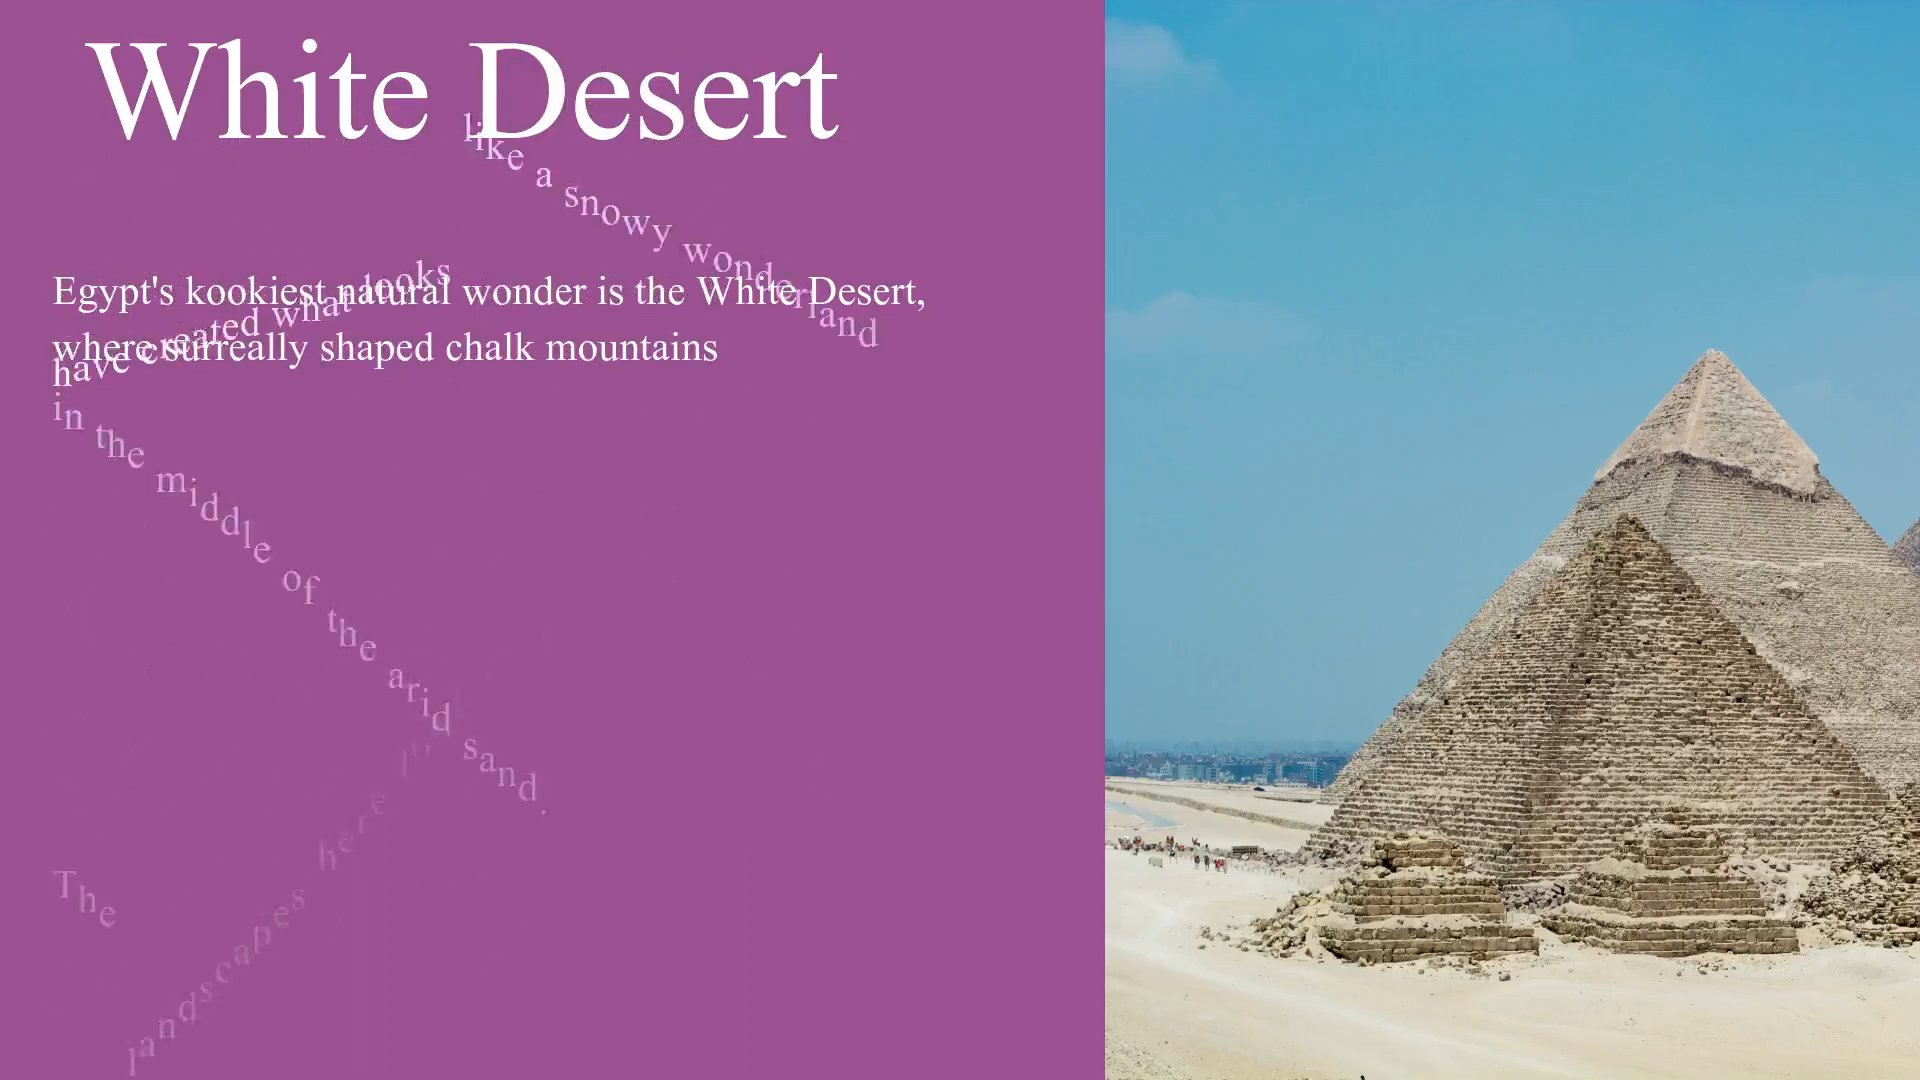 White Desert
Egypt's kookiest natural wonder is the White Desert,
where surreally shaped chalk mountains
have created what looks
like a snowy wonderland
in the middle of the arid sand.
The
landscapes here